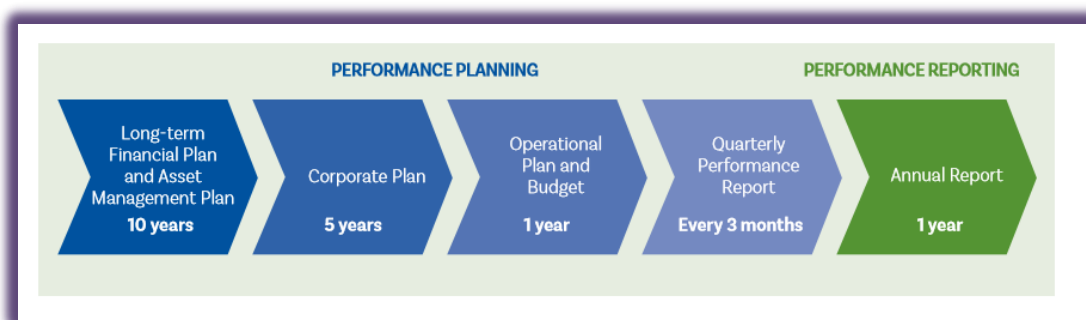 PERFORMANCE PLANNING
PERFORMANCE REPORTING
Long-term
Financial Plan
and Asset
Management Plan
10 years
Corporate Plan
5 years
Operational
Plan and
Budget
1 year
Quarterly
Performance
Report
Every 3 months
Annual Report
1 year